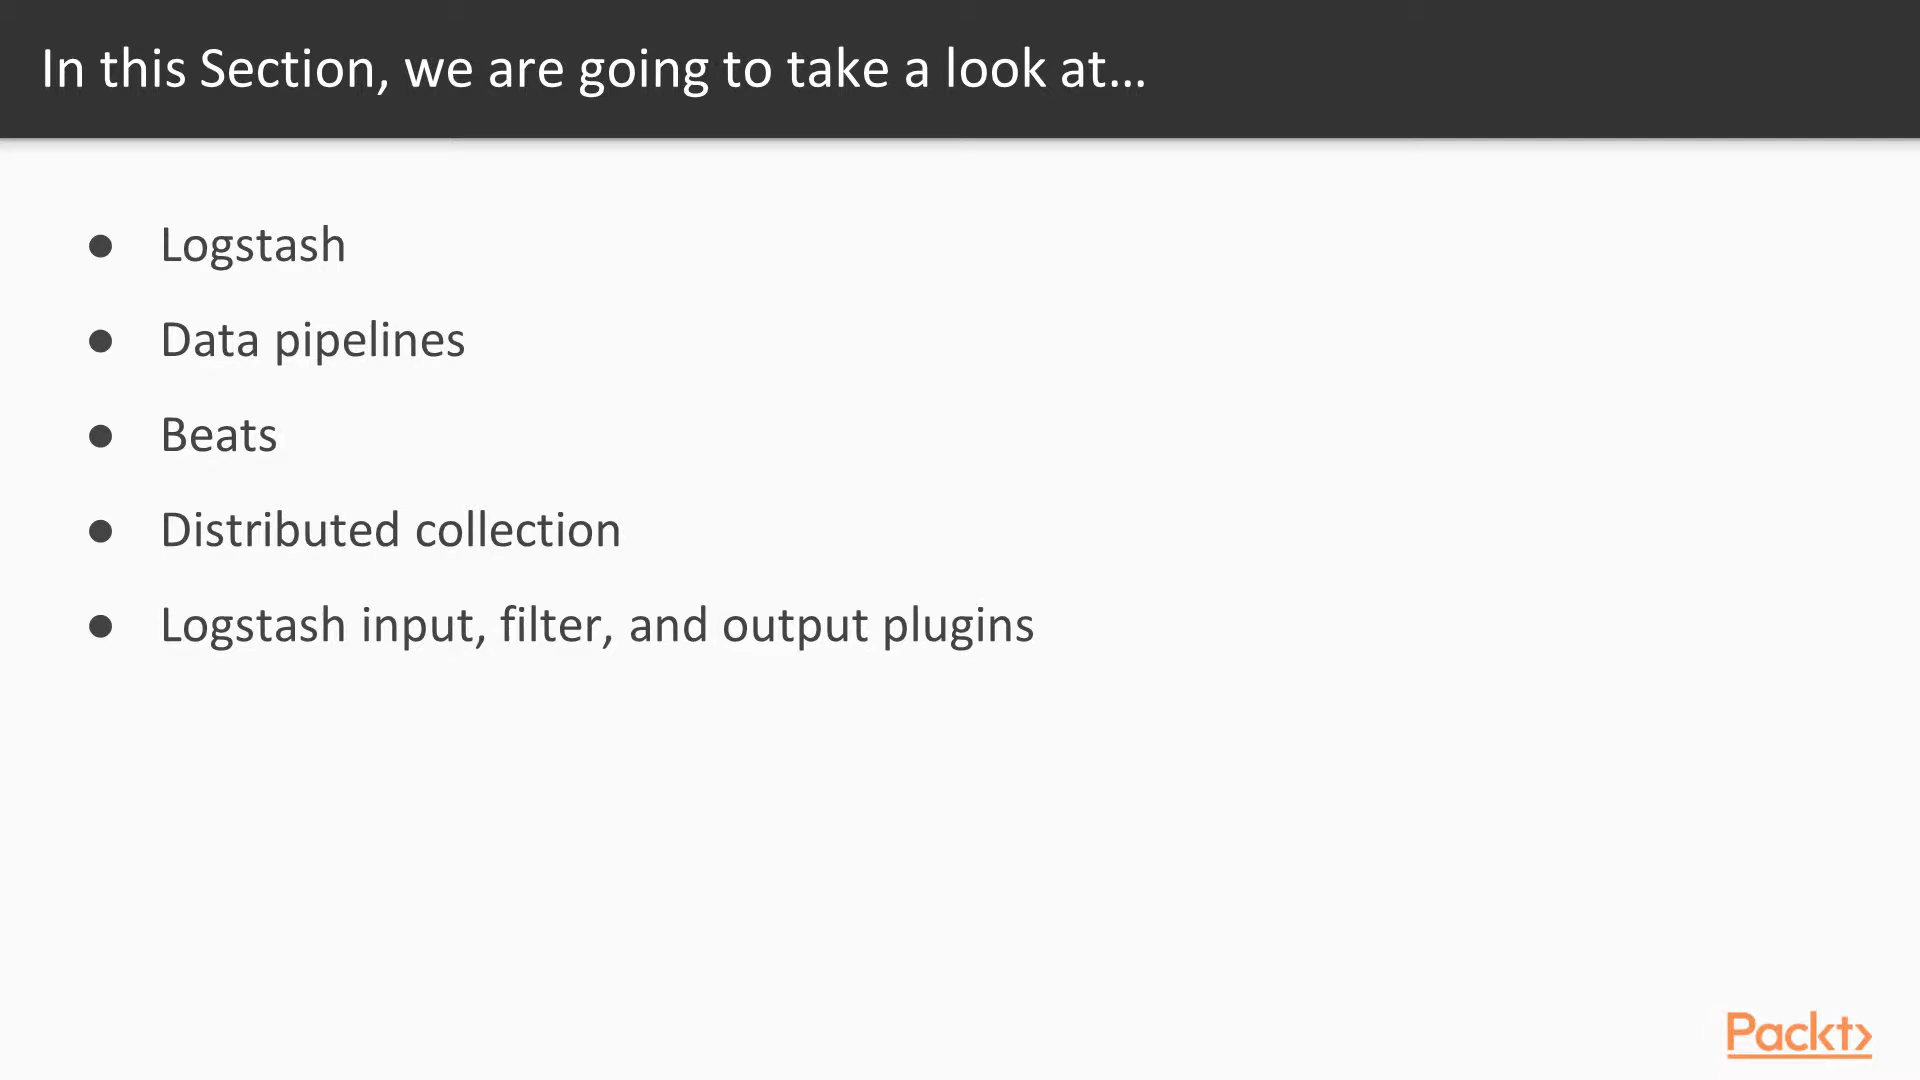 In this Section, we are going to take a look at...
● Logstash
● Data pipelines
● Beats
● Distributed collection
● Logstash input, filter, and output plugins
Packt>